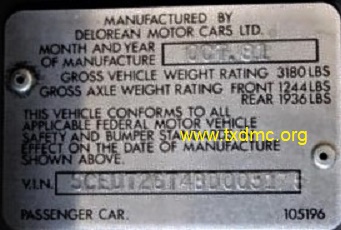 MANUFACTURED BY
DELOREAN MOTOR CARS LTD.
MONTH AND YEAR
OF MANUFACTURE OCT. 81
GROSS VEHICLE WEIGHT RATING 3180 LBS
GROSS AXLE WEIGHT RATING FRONT 1244 LBS
REAR 1936 LBS
THIS VEHICLE CONFORMS TO ALL
APPLICABLE FEDERAL MOTOR VEHICLE
SAFETY AND BUMPER
www.txdmc.org
EFFECT ON THE DATE OF MANUFACTURE
SHOWN ABOVE.
V.I.N.
PASSENGER CAR. 105196